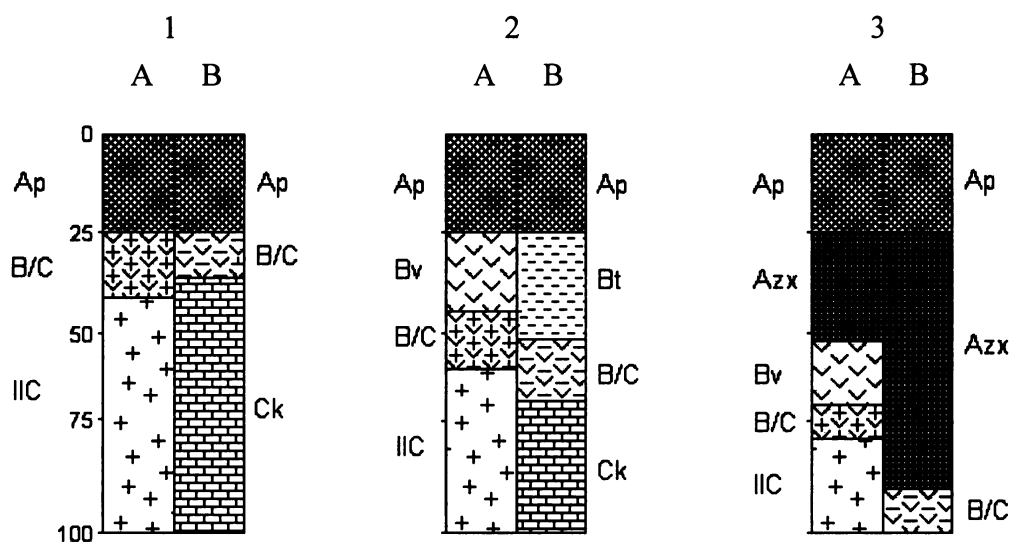 1 2 3
A B A B A B
0
Ap Ap Ap Ap Ap Ap
25
B/C B/C Bv Bt Azx
50
B/C B/C Azx
Bv
IIC Ck
75
B/C
IIC Ck IIC
B/C
100